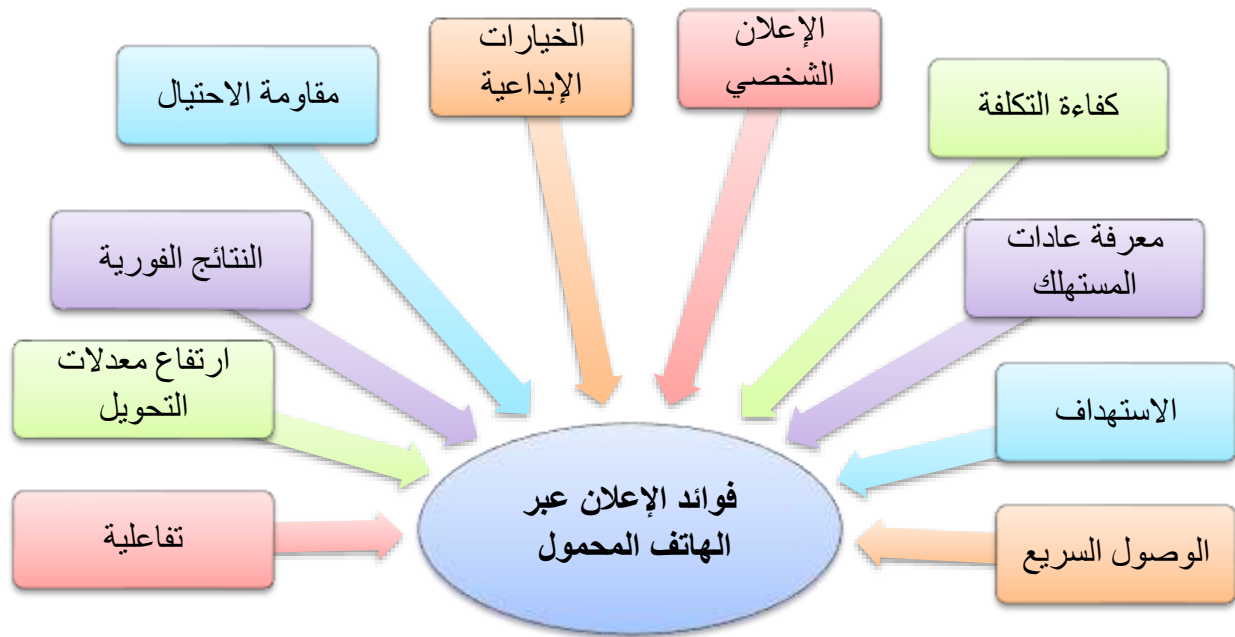 الإعلان
الشخصي
الخيارات
الإبداعية
كفاءة التكلفة
مقاومة الاحتيال
معرفة عادات
المستهلك
النتائج الفورية
الاستهداف
ارتفاع معدلات
التحويل
الوصول السريع
تفاعلية
فوائد الإعلان عبر
الهاتف المحمول